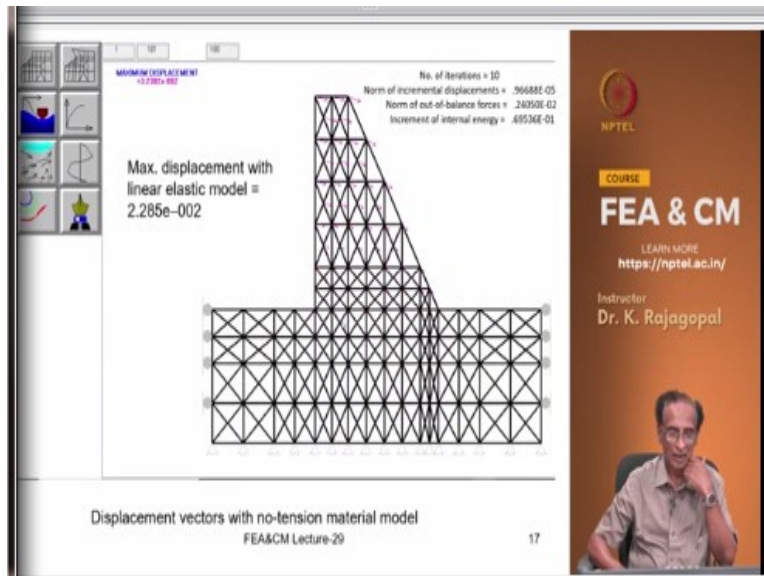 MAXIMUM DISPLACEMENT
No. of iterations = 10
Norm of incremental displacements = .96688E-05
Norm of out-of-balance forces = .24050E-02
Increment of internal energy = .69536E-01
Max. displacement with
linear elastic model =
2.285e–002
Displacement vectors with no-tension material model
FEA&CM Lecture-29
17
NPTEL
COURSE
FEA & CM
LEARN MORE
https://nptel.ac.in/
Instructor
Dr. K. Rajagopal